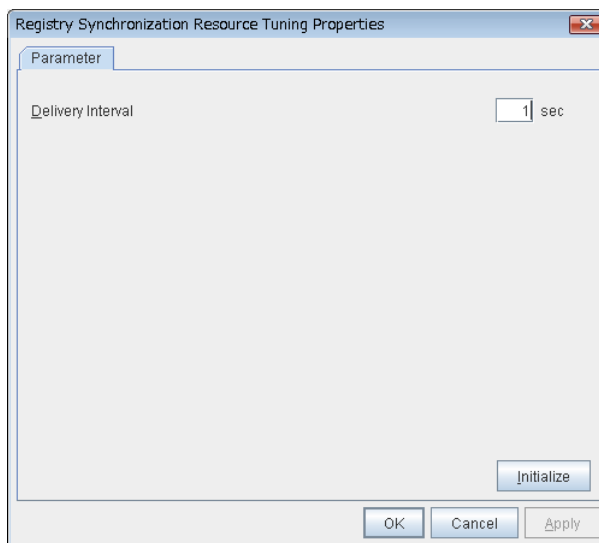 Registry Synchronization Resource Tuning Properties
Parameter
Delivery Interval 1 sec
Initialize
OK Cancel Apply